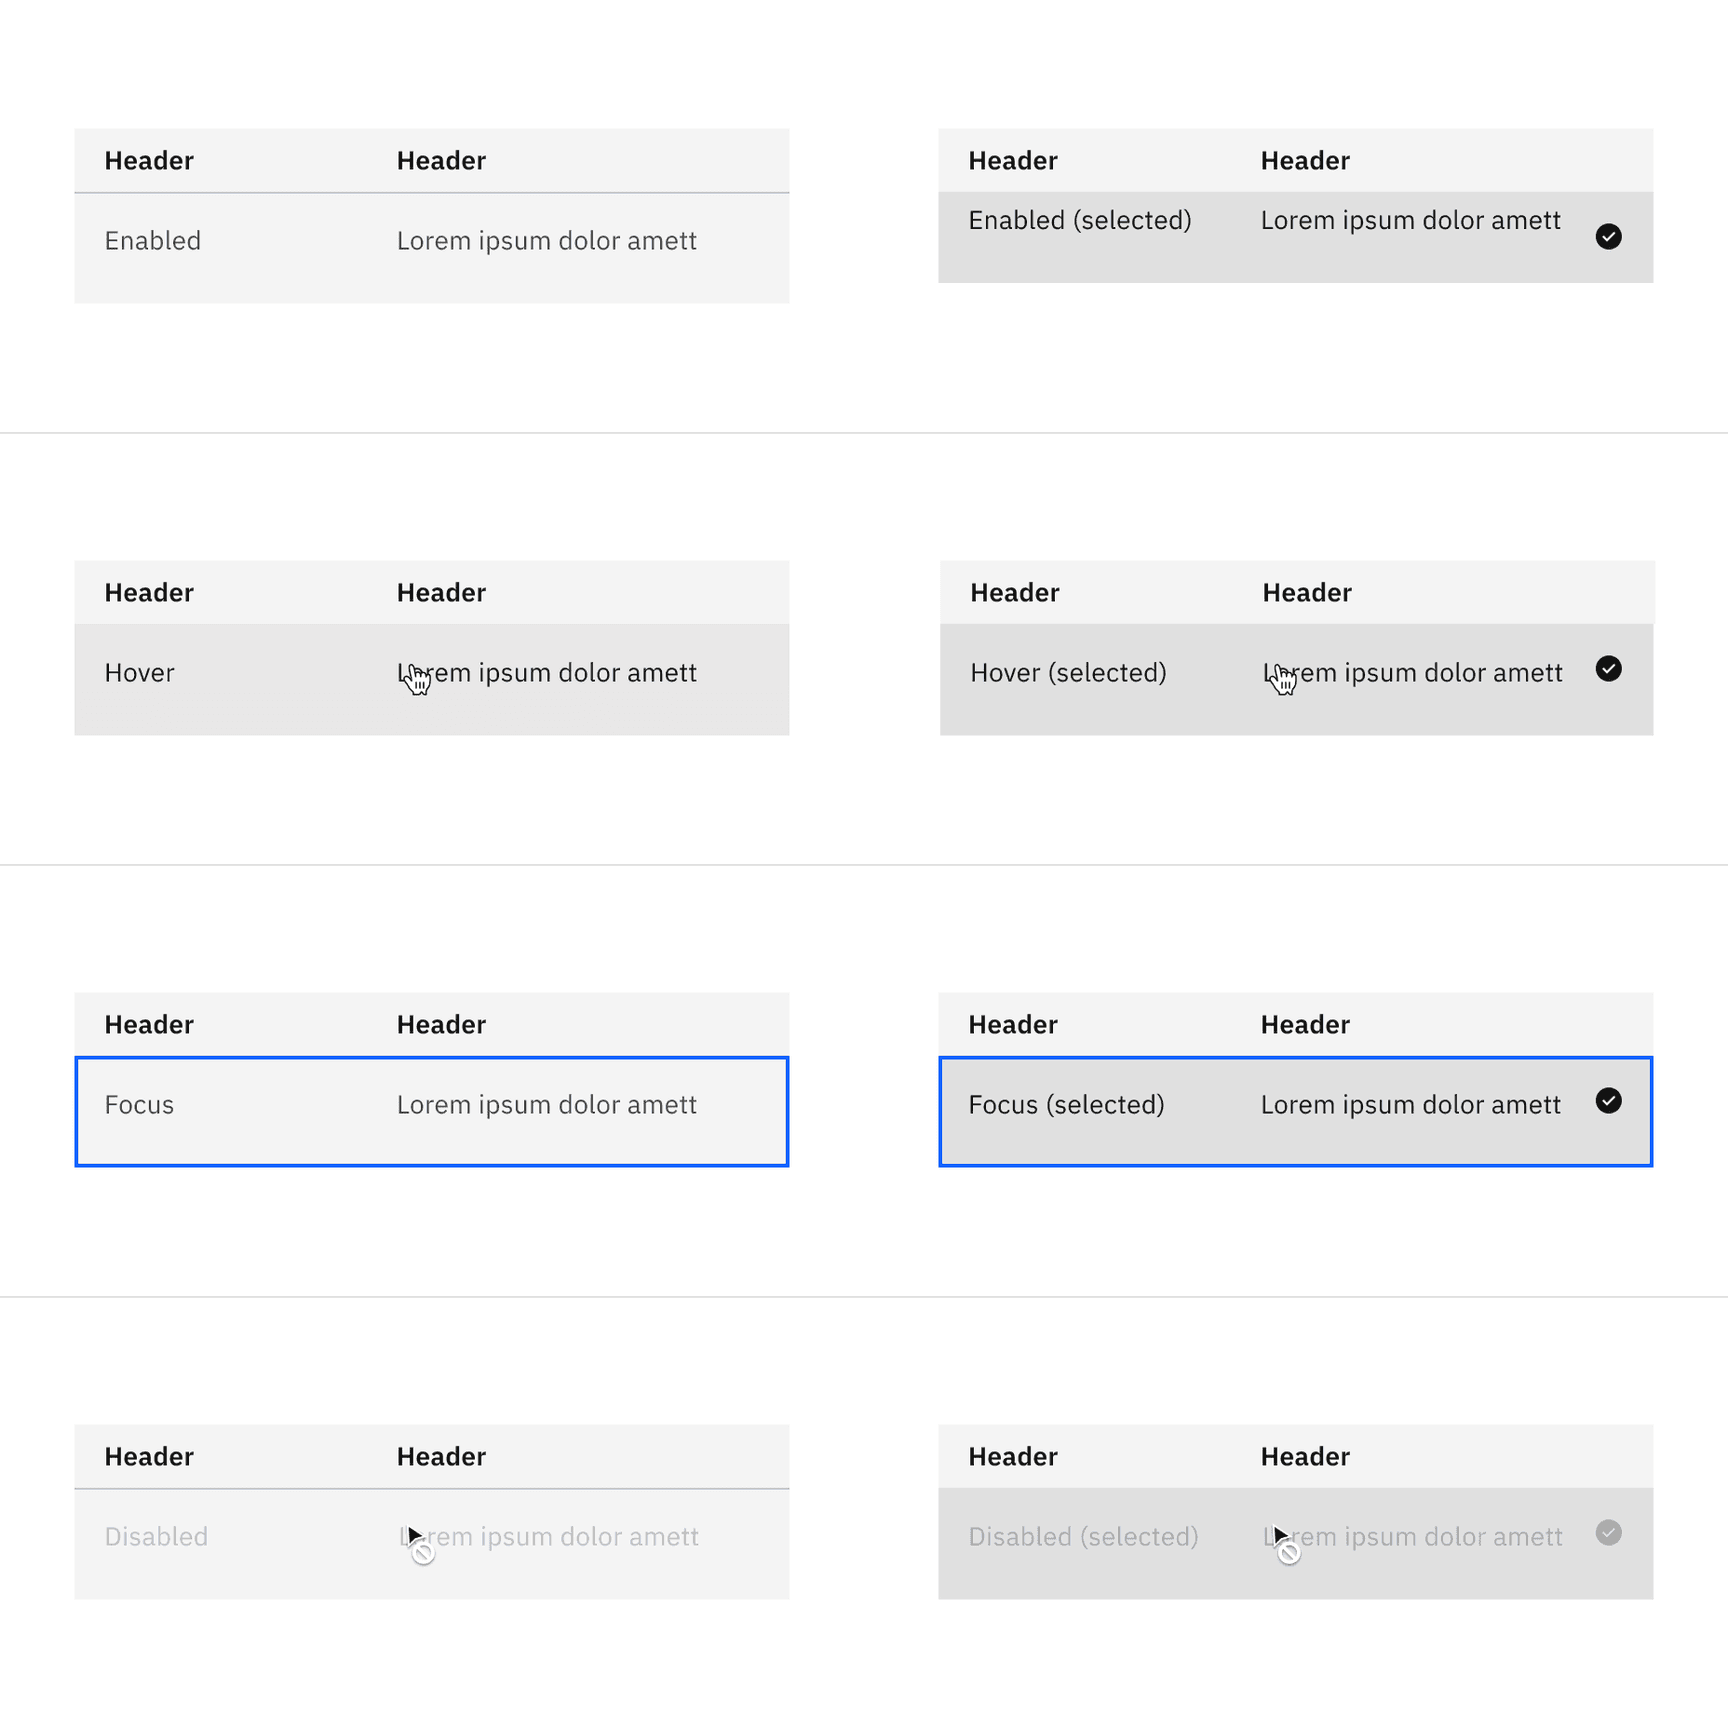 Header Header
Enabled Lorem ipsum dolor amett
Header Header
Enabled (selected) Lorem ipsum dolor amett
Header Header
Hover Lorem ipsum dolor amett
Header Header
Hover (selected) Lorem ipsum dolor amett
Header Header
Focus Lorem ipsum dolor amett
Header Header
Focus (selected) Lorem ipsum dolor amett
Header Header
Disabled Lorem ipsum dolor amett
Header Header
Disabled (selected) Lorem ipsum dolor amett